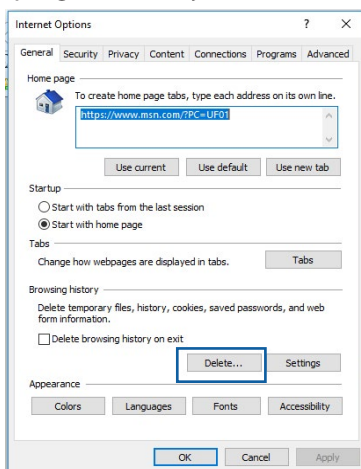 Internet Options ? X
General Security Privacy Content Connections Programs Advanced
Home page
To create home page tabs, type each address on its own line.
https://www.msn.com/?PC=UF01
Use current Use default Use new tab
Startup
Start with tabs from the last session
Start with home page
Tabs
Change how webpages are displayed in tabs. Tabs
Browsing history
Delete temporary files, history, cookies, saved passwords, and web
form information.
Delete browsing history on exit
Delete... Settings
Appearance
Colors Languages Fonts Accessibility
OK Cancel Apply